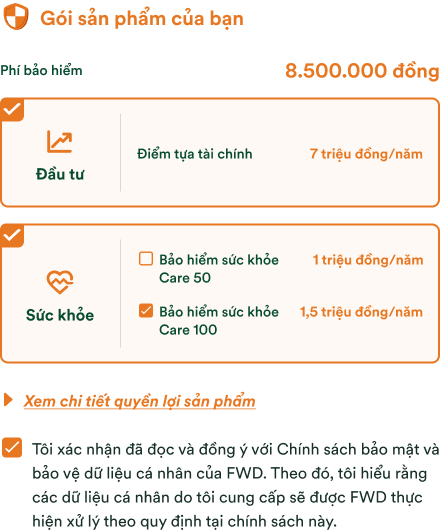 Gói sản phẩm của bạn
Phí bảo hiểm 8.500.000 đồng
Đầu tư
Điểm tựa tài chính 7 triệu đồng/năm
Sức khỏe
Bảo hiểm sức khỏe 1 triệu đồng/năm
Care 50
Bảo hiểm sức khỏe 1,5 triệu đồng/năm
Care 100
Xem chi tiết quyền lợi sản phẩm
Tôi xác nhận đã đọc và đồng ý với Chính sách bảo mật và
bảo vệ dữ liệu cá nhân của FWD. Theo đó, tôi hiểu rằng
các dữ liệu cá nhân do tôi cung cấp sẽ được FWD thực
hiện xử lý theo quy định tại chính sách này.